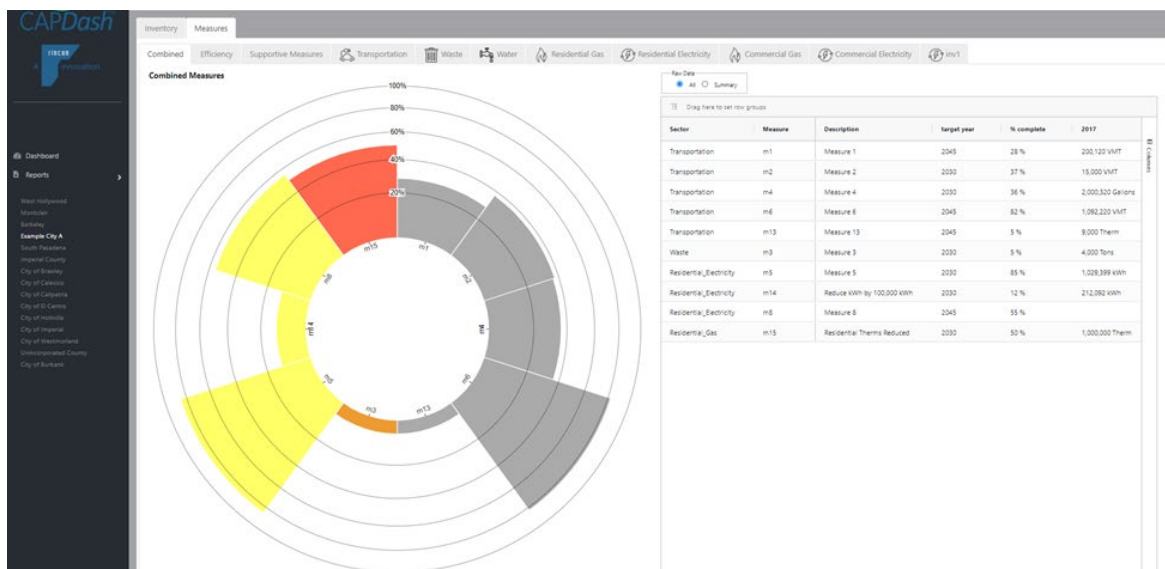 CAPDash
rincon
A innovation
Dashboard
Reports
West Hollywood
Montclair
Berkeley
Example City A
South Pasadena
Imperial County
City of Brawley
City of Calexico
City of Calipatria
City of El Centro
City of Holtville
City of Imperial
City of Westmorland
Unincorporated County
City of Burbank
Inventory Measures
Combined Efficiency Supportive Measures Transportation Waste Water Residential Gas Residential Electricity Commercial Gas Commercial Electricity inv1
Combined Measures
100%
80%
60%
40%
20%
m1
m2
m4
m6
m13
m3
m5
m14
m8
m15
Raw Data
All Summary
Drag here to set row groups
Sector Measure Description target year % complete 2017
Transportation m1 Measure 1 2045 28 % 200,120 VMT
Transportation m2 Measure 2 2030 37 % 15,000 VMT
Transportation m4 Measure 4 2030 36 % 2,000,320 Gallons
Transportation m6 Measure 6 2045 82 % 1,092,220 VMT
Transportation m13 Measure 13 2045 5 % 9,000 Therm
Waste m3 Measure 3 2030 5 % 4,000 Tons
Residential_Electricity m5 Measure 5 2030 85 % 1,029,399 kWh
Residential_Electricity m14 Reduce kWh by 100,000 kWh 2030 12 % 212,092 kWh
Residential_Electricity m8 Measure 8 2045 55 %
Residential_Gas m15 Residential Therms Reduced 2030 50 % 1,000,000 Therm
Columns